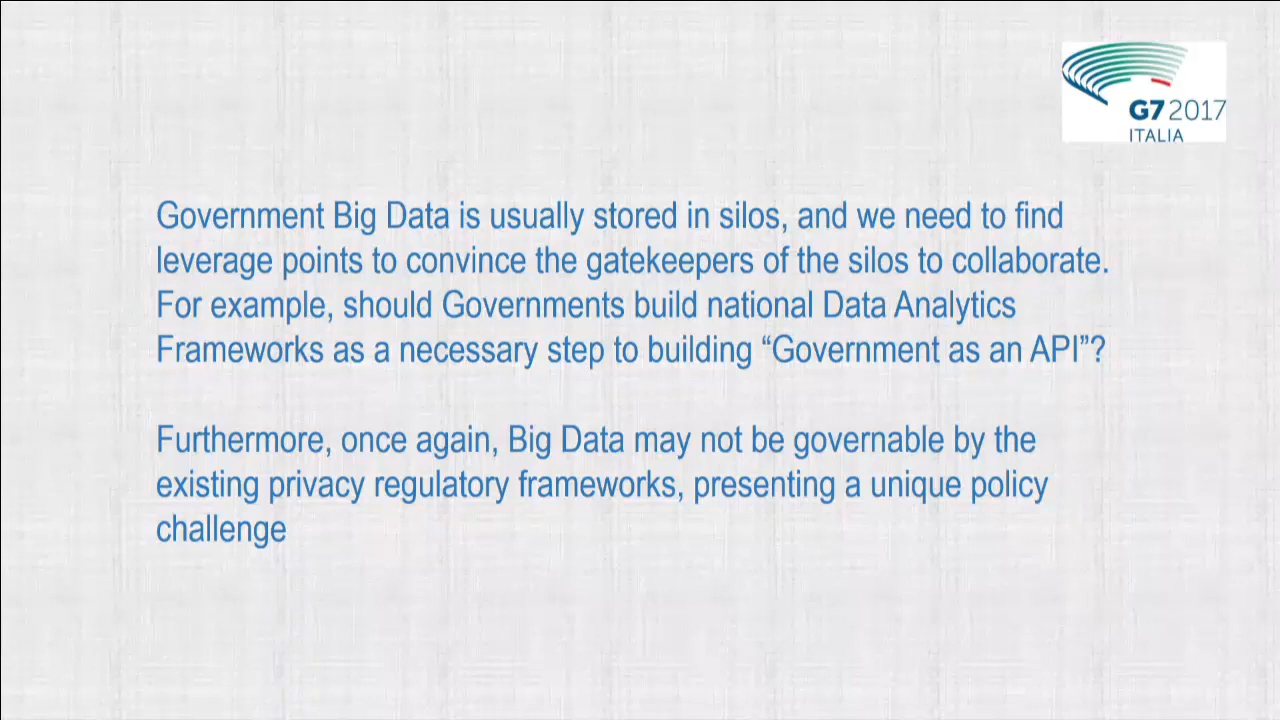 G7 2017
ITALIA
Government Big Data is usually stored in silos, and we need to find
leverage points to convince the gatekeepers of the silos to collaborate.
For example, should Governments build national Data Analytics
Frameworks as a necessary step to building “Government as an API”?
Furthermore, once again, Big Data may not be governable by the
existing privacy regulatory frameworks, presenting a unique policy
challenge